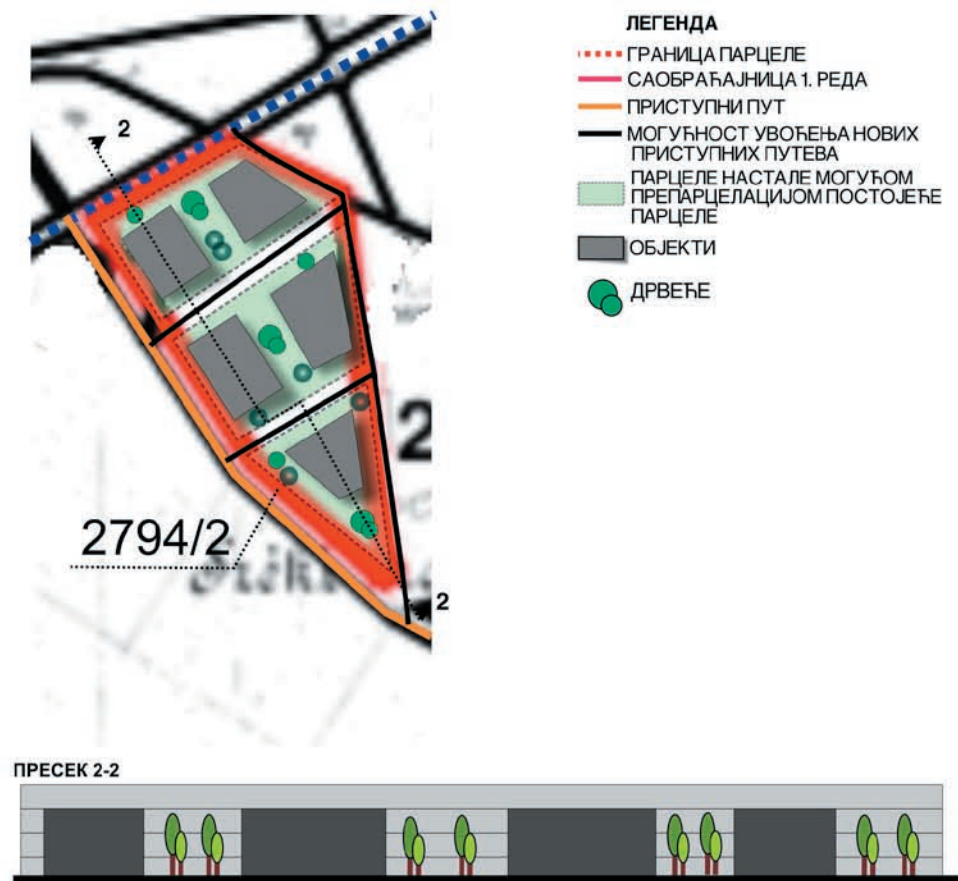 ЛЕГЕНДА
ГРАНИЦА ПАРЦЕЛЕ
САОБРАЋАЈНИЦА 1. РЕДА
ПРИСТУПНИ ПУТ
МОГУЋНОСТ УВОЂЕЊА НОВИХ
ПРИСТУПНИХ ПУТЕВА
ПАРЦЕЛЕ НАСТАЛЕ МОГУЋОМ
ПРЕПАРЦЕЛАЦИЈОМ ПОСТОЈЕЋЕ
ПАРЦЕЛЕ
ОБЈЕКТИ
ДРВЕЋЕ
2
2
2794/2
2
ПРЕСЕК 2-2